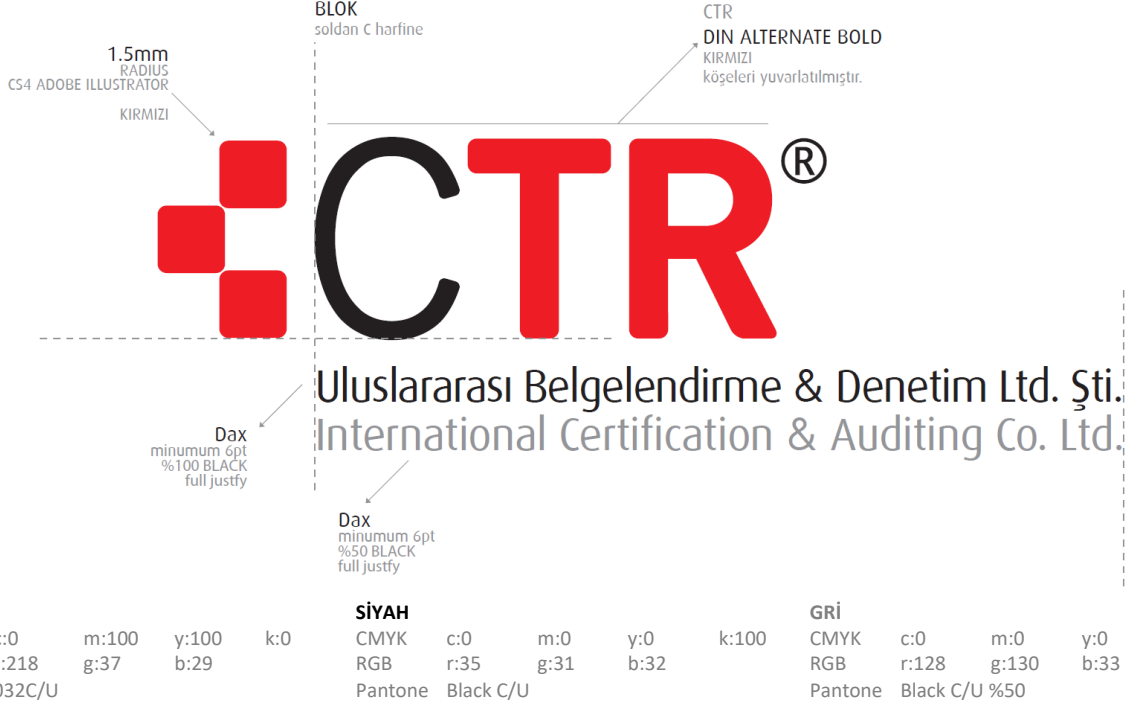 BLOK
soldan C harfine
CTR
DIN ALTERNATE BOLD
KIRMIZI
köşeleri yuvarlatılmıştır.
1.5mm
RADIUS
CS4 ADOBE ILLUSTRATOR
KIRMIZI
CTR®
Uluslararası Belgelendirme & Denetim Ltd. Şti.
International Certification & Auditing Co. Ltd.
Dax
minumum 6pt
%100 BLACK
full justfy
Dax
minumum 6pt
%50 BLACK
full justfy
SİYAH GRİ
:0 m:100 y:100 k:0 CMYK c:0 m:0 y:0 k:100 CMYK c:0 m:0 y:0
:218 g:37 b:29 RGB r:35 g:31 b:32 RGB r:128 g:130 b:33
032C/U Pantone Black C/U Pantone Black C/U %50